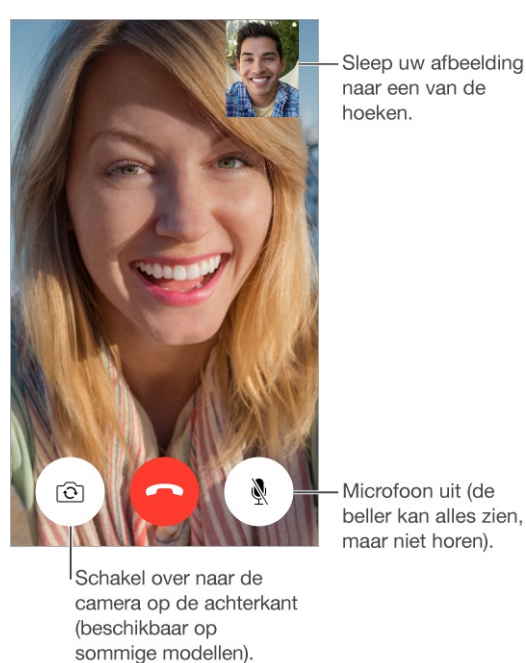 Sleep uw afbeelding
naar een van de
hoeken.
Microfoon uit (de
beller kan alles zien,
maar niet horen).
Schakel over naar de
camera op de achterkant
(beschikbaar op
sommige modellen).